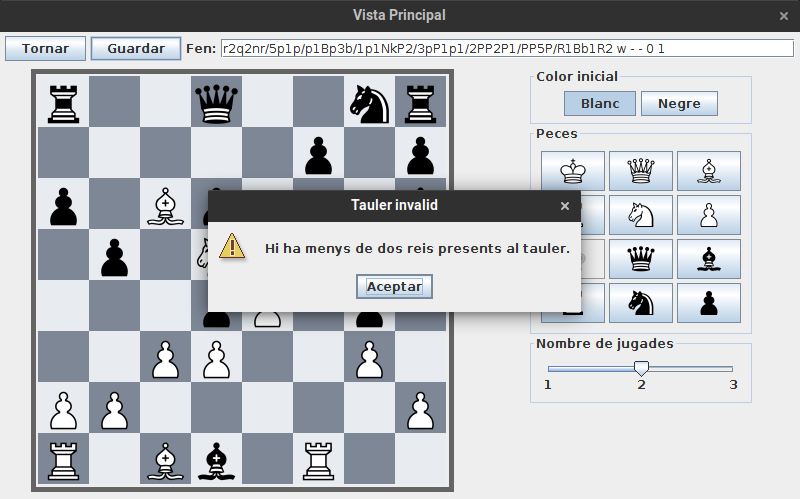 Vista Principal
Tornar Guardar Fen: r2q2nr/5p1p/p1Bp3b/1p1NkP2/3pP1p1/2PP2P1/PP5P/R1Bb1R2 w - - 0 1
Color inicial
Blanc Negre
Peces
Tauler invalid
Hi ha menys de dos reis presents al tauler.
Aceptar
Nombre de jugades
1 2 3